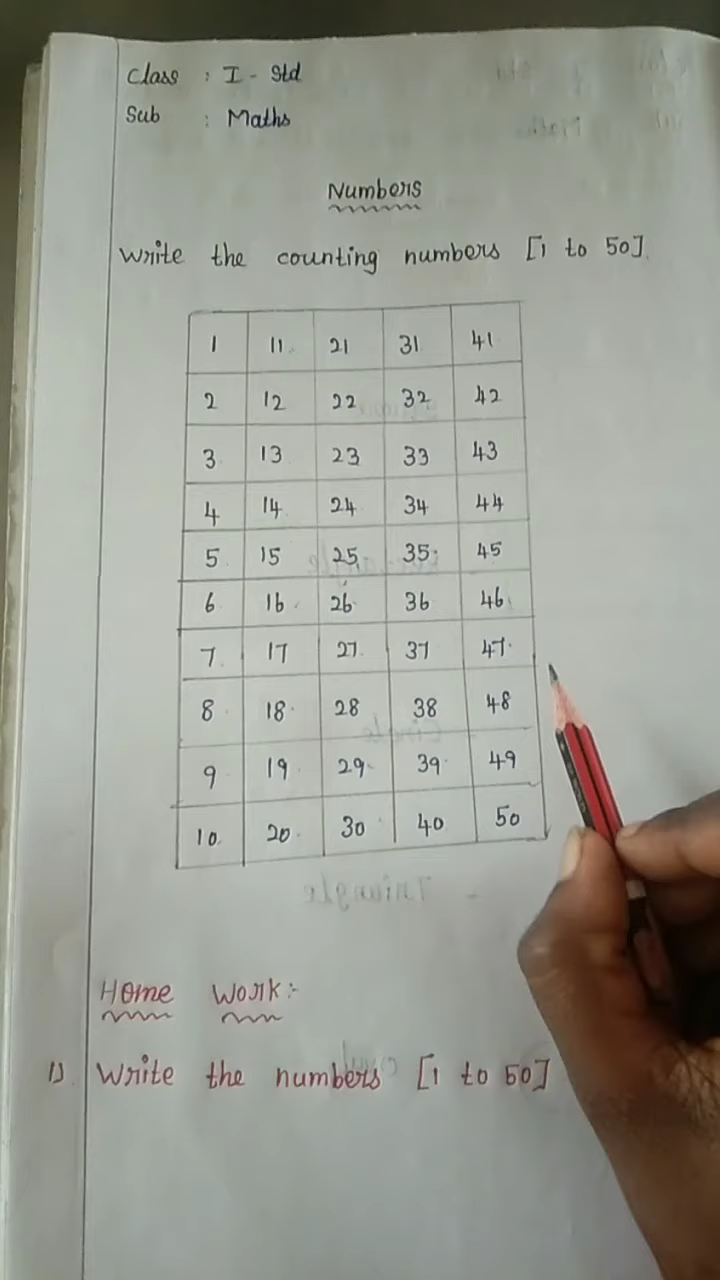 Class : I - Std
Sub : Maths
Numbers
Write the counting numbers [1 to 50].
1 11 21 31 41
2 12 22 32 42
3 13 23 33 43
4 14 24 34 44
5 15 25 35 45
6 16 26 36 46
7 17 27 37 47
8 18 28 38 48
9 19 29 39 49
10 20 30 40 50
- Triangle
Home Work:-
1). Write the numbers [1 to 50]